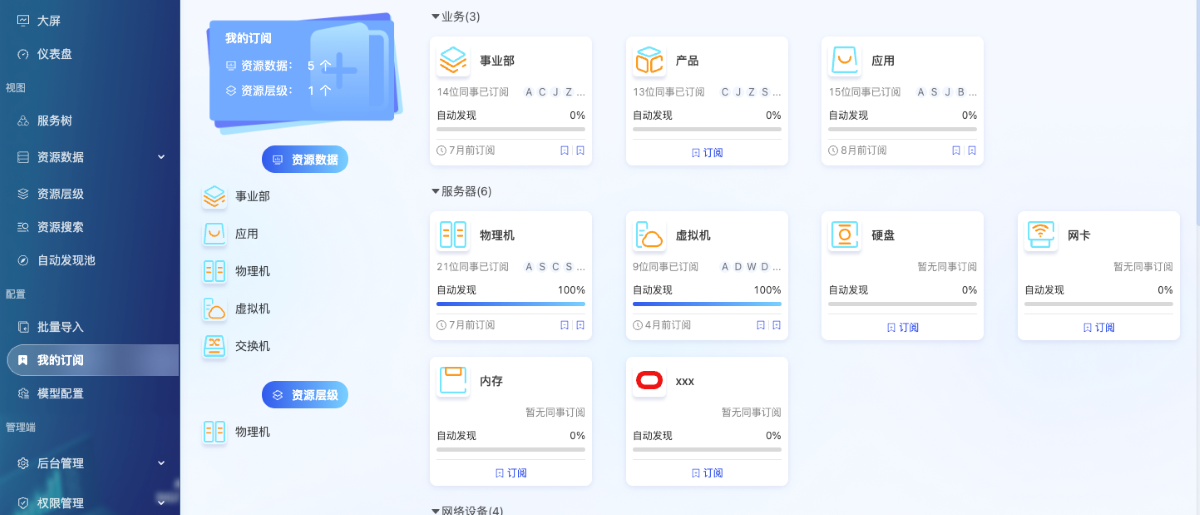 大屏
仪表盘
视图
服务树
资源数据
资源层级
资源搜索
自动发现池
配置
批量导入
我的订阅
模型配置
管理端
后台管理
权限管理
我的订阅
资源数据： 5 个
资源层级： 1 个
资源数据
事业部
应用
物理机
虚拟机
交换机
资源层级
物理机
业务(3)
事业部
14位同事已订阅 A C J Z ...
自动发现 0%
7月前订阅
产品
13位同事已订阅 C J Z S ...
自动发现 0%
订阅
应用
15位同事已订阅 A S J B ...
自动发现 0%
8月前订阅
服务器(6)
物理机
21位同事已订阅 A S C S ...
自动发现 100%
7月前订阅
虚拟机
9位同事已订阅 A D W D ...
自动发现 100%
4月前订阅
硬盘
暂无同事订阅
自动发现 0%
订阅
网卡
暂无同事订阅
自动发现 0%
订阅
内存
暂无同事订阅
自动发现 0%
订阅
xxx
暂无同事订阅
自动发现 0%
订阅
网络设备(4)